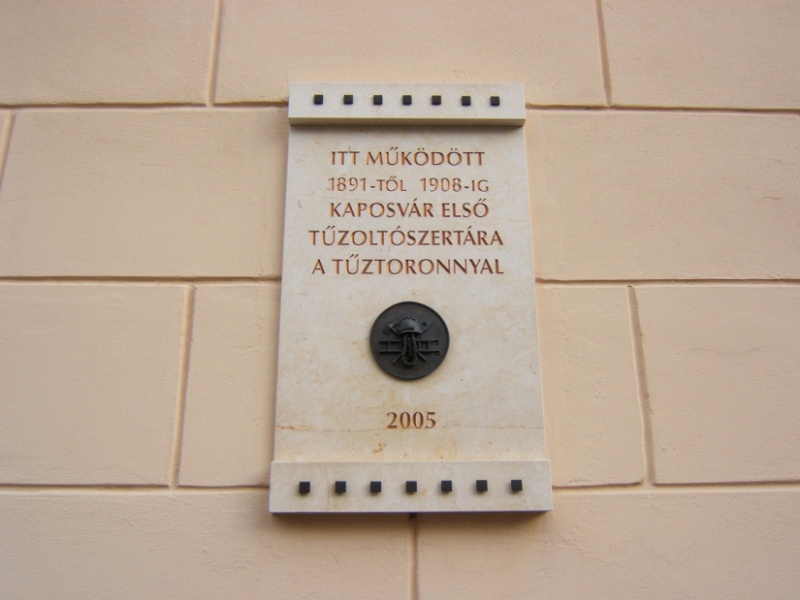 ITT MŰKÖDÖTT
1891-TŐL 1908-IG
KAPOSVÁR ELSŐ
TŰZOLTÓSZERTÁRA
A TŰZTORONNYAL
2005